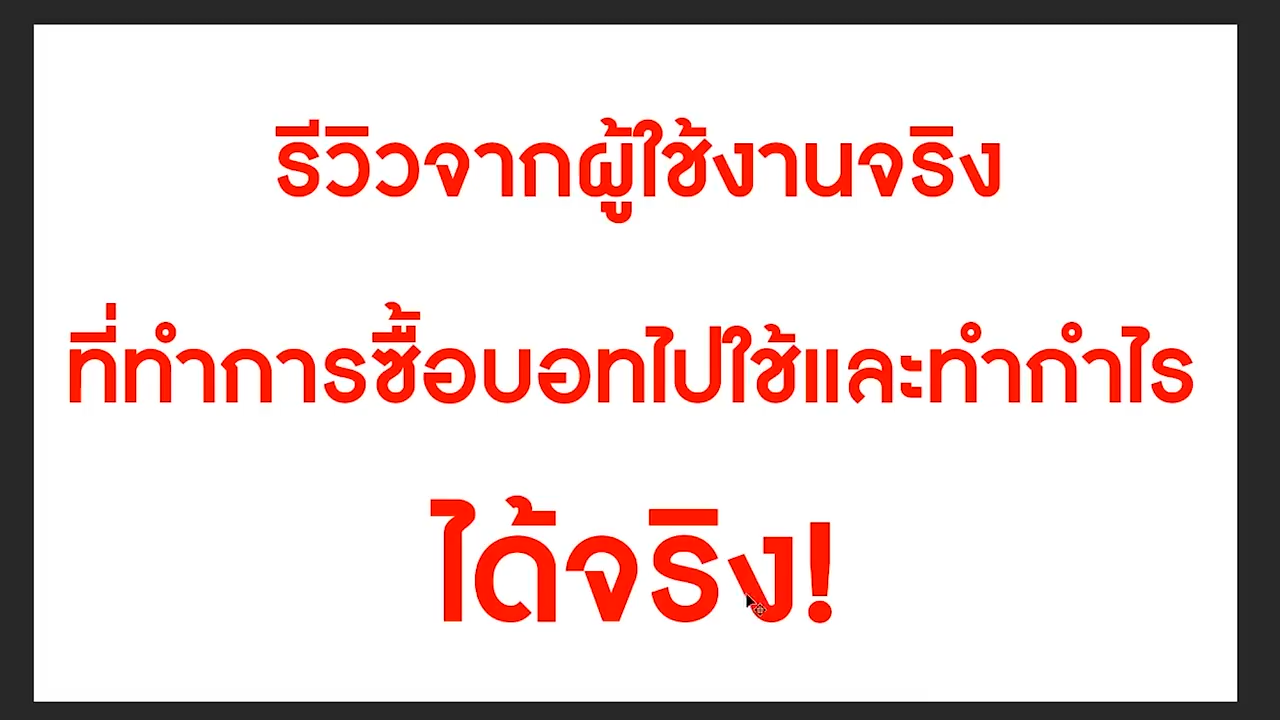 รีวิวจากผู้ใช้งานจริง
ที่ทำการซื้อบอทไปใช้และทำกำไร
ได้จริง!